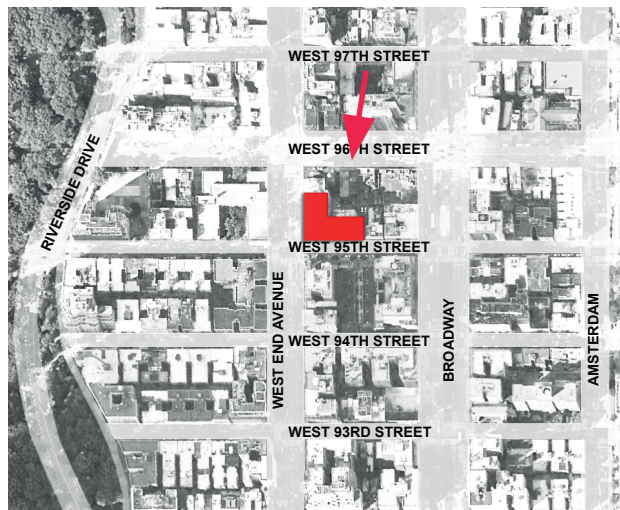 WEST 97TH STREET
WEST 96TH STREET
RIVERSIDE DRIVE
WEST 95TH STREET
WEST END AVENUE
WEST 94TH STREET
BROADWAY
AMSTERDAM
WEST 93RD STREET